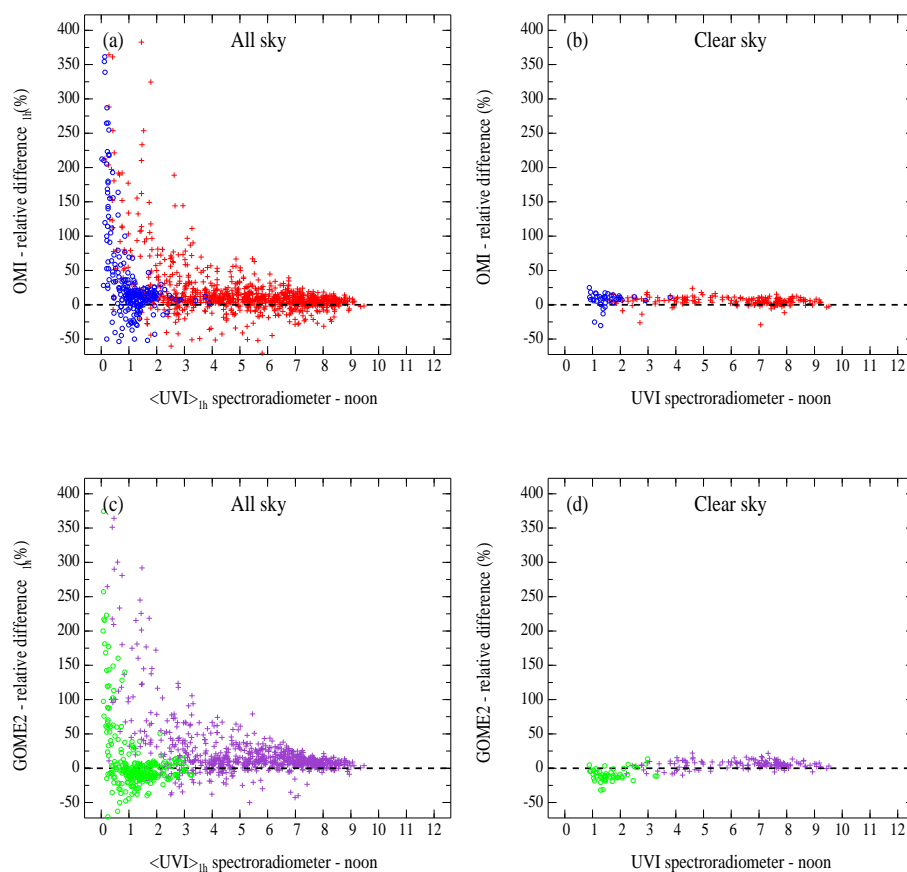 (a) All sky
OMI - relative difference 1h(%)
400
350
300
250
200
150
100
50
0
-50
0 1 2 3 4 5 6 7 8 9 10 11 12
<UVI>1h spectroradiometer - noon
(b) Clear sky
OMI - relative difference (%)
400
350
300
250
200
150
100
50
0
-50
0 1 2 3 4 5 6 7 8 9 10 11 12
UVI spectroradiometer - noon
(c) All sky
GOME2 - relative difference 1h(%)
400
350
300
250
200
150
100
50
0
-50
0 1 2 3 4 5 6 7 8 9 10 11 12
<UVI>1h spectroradiometer - noon
(d) Clear sky
GOME2 - relative difference (%)
400
350
300
250
200
150
100
50
0
-50
0 1 2 3 4 5 6 7 8 9 10 11 12
UVI spectroradiometer - noon